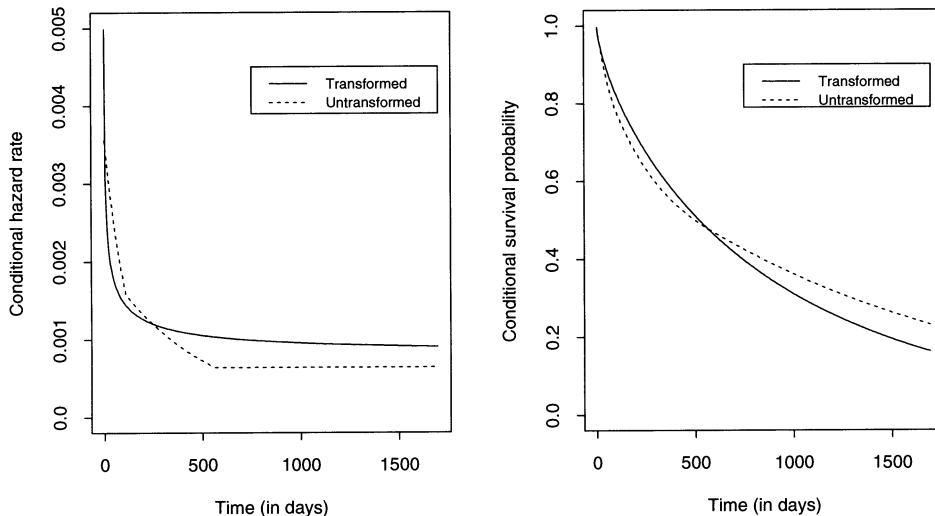 Conditional hazard rate
0.005
0.004
0.003
0.002
0.001
0.0
Transformed
Untransformed
0
500
1000
1500
Time (in days)
Conditional survival probability
1.0
0.8
0.6
0.4
0.2
0.0
Transformed
Untransformed
0
500
1000
1500
Time (in days)